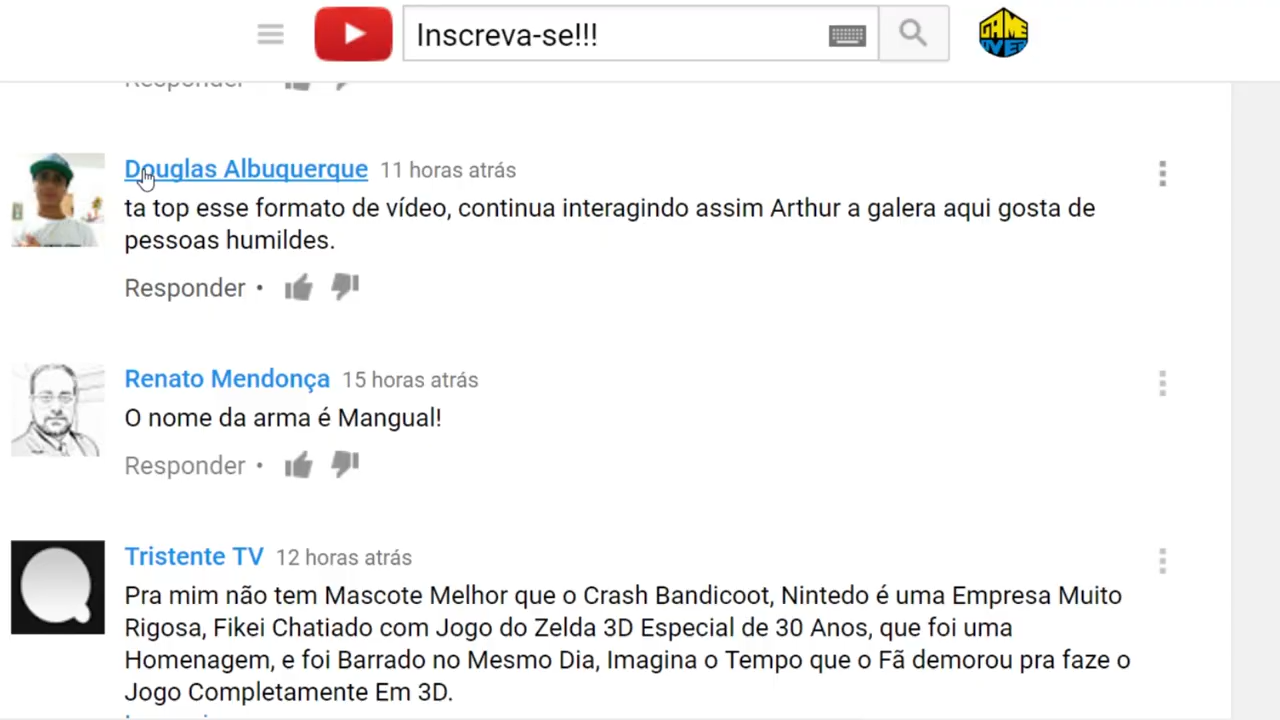 Inscreva-se!!!
GAME
OVER
Responder
Douglas Albuquerque 11 horas atrás
ta top esse formato de vídeo, continua interagindo assim Arthur a galera aqui gosta de
pessoas humildes.
Responder •
Renato Mendonça 15 horas atrás
O nome da arma é Mangual!
Responder •
Tristente TV 12 horas atrás
Pra mim não tem Mascote Melhor que o Crash Bandicoot, Nintedo é uma Empresa Muito
Rigosa, Fikei Chatiado com Jogo do Zelda 3D Especial de 30 Anos, que foi uma
Homenagem, e foi Barrado no Mesmo Dia, Imagina o Tempo que o Fã demorou pra faze o
Jogo Completamente Em 3D.